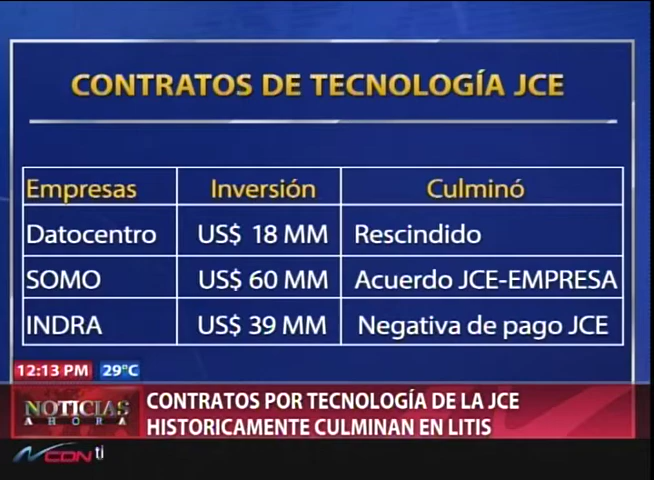 CONTRATOS DE TECNOLOGÍA JCE
Empresas Inversión Culminó
Datocentro US$ 18 MM Rescindido
SOMO US$ 60 MM Acuerdo JCE-EMPRESA
INDRA US$ 39 MM Negativa de pago JCE
12:13 PM 29°C
NOTICIAS
AHORA
CONTRATOS POR TECNOLOGÍA DE LA JCE
HISTORICAMENTE CULMINAN EN LITIS
CDN ti